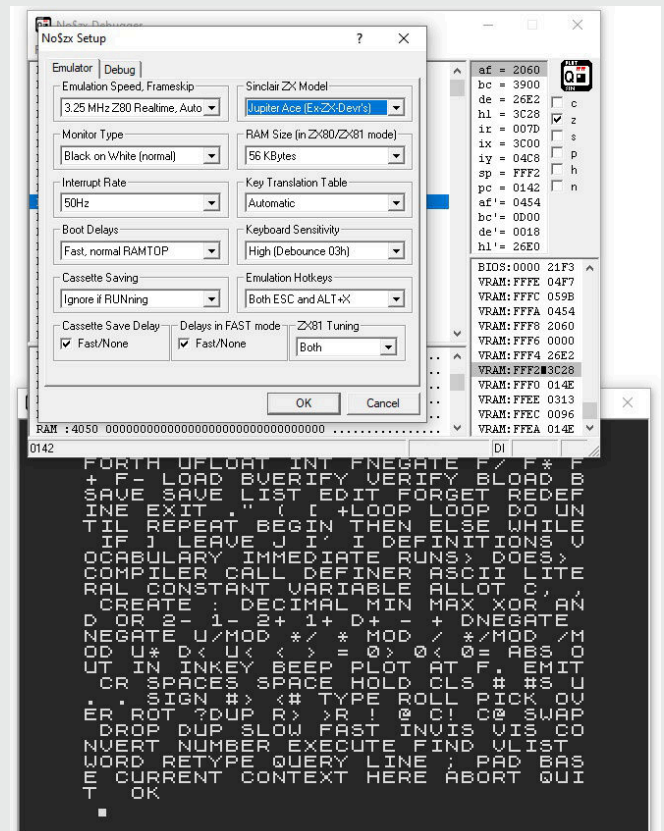 No$zx Debugger
No$zx Setup
Emulator
Debug
Emulation Speed, Frameskip
3.25 MHz Z80 Realtime, Auto
Sinclair ZX Model
Jupiter Ace (Ex-ZX-Devr's)
Monitor Type
Black on White (normal)
RAM Size (in ZX80/ZX81 mode)
56 KBytes
Interrupt Rate
50Hz
Key Translation Table
Automatic
Boot Delays
Fast, normal RAMTOP
Keyboard Sensitivity
High (Debounce 03h)
Cassette Saving
Ignore if RUNning
Emulation Hotkeys
Both ESC and ALT+X
Cassette Save Delay
Fast/None
Delays in FAST mode
Fast/None
ZX81 Tuning
Both
OK
Cancel
af = 2060
bc = 3900
de = 26E2
hl = 3C28
ir = 007D
ix = 3C00
iy = 04C8
sp = FFF2
pc = 0142
af'= 0454
bc'= 0D00
de'= 0018
hl'= 26E0
c
z
s
p
h
n
BIOS:0000 21F3
VRAM:FFFE 04F7
VRAM:FFFC 059B
VRAM:FFFA 0454
VRAM:FFF8 2060
VRAM:FFF6 0000
VRAM:FFF4 26E2
VRAM:FFF2 3C28
VRAM:FFF0 014E
VRAM:FFEE 0313
VRAM:FFEC 0096
VRAM:FFEA 014E
RAM :4050 00000000000000000000000000000000 ................
0142
DI
FORTH UFLOAT INT FNEGATE F/ F* F
+ F- LOAD BVERIFY VERIFY BLOAD B
SAVE SAVE LIST EDIT FORGET REDEF
INE EXIT ." ( [ +LOOP LOOP DO UN
TIL REPEAT BEGIN THEN ELSE WHILE
IF ] LEAVE J I' I DEFINITIONS V
OCABULARY IMMEDIATE RUNS> DOES>
COMPILER CALL DEFINER ASCII LITE
RAL CONSTANT VARIABLE ALLOT C, ,
CREATE : DECIMAL MIN MAX XOR AN
D OR 2- 1- 2+ 1+ D+ - + DNEGATE
NEGATE U/MOD */ * MOD / */MOD /M
OD U* D< U< < > = 0> 0< 0= ABS O
UT IN INKEY BEEP PLOT AT F. EMIT
CR SPACES SPACE HOLD CLS # #S U
. . SIGN #> <# TYPE ROLL PICK OV
ER ROT ?DUP R> >R ! @ C! C@ SWAP
DROP DUP SLOW FAST INVIS VIS CO
NVERT NUMBER EXECUTE FIND VLIST
WORD RETYPE QUERY LINE ; PAD BAS
E CURRENT CONTEXT HERE ABORT QUI
T OK